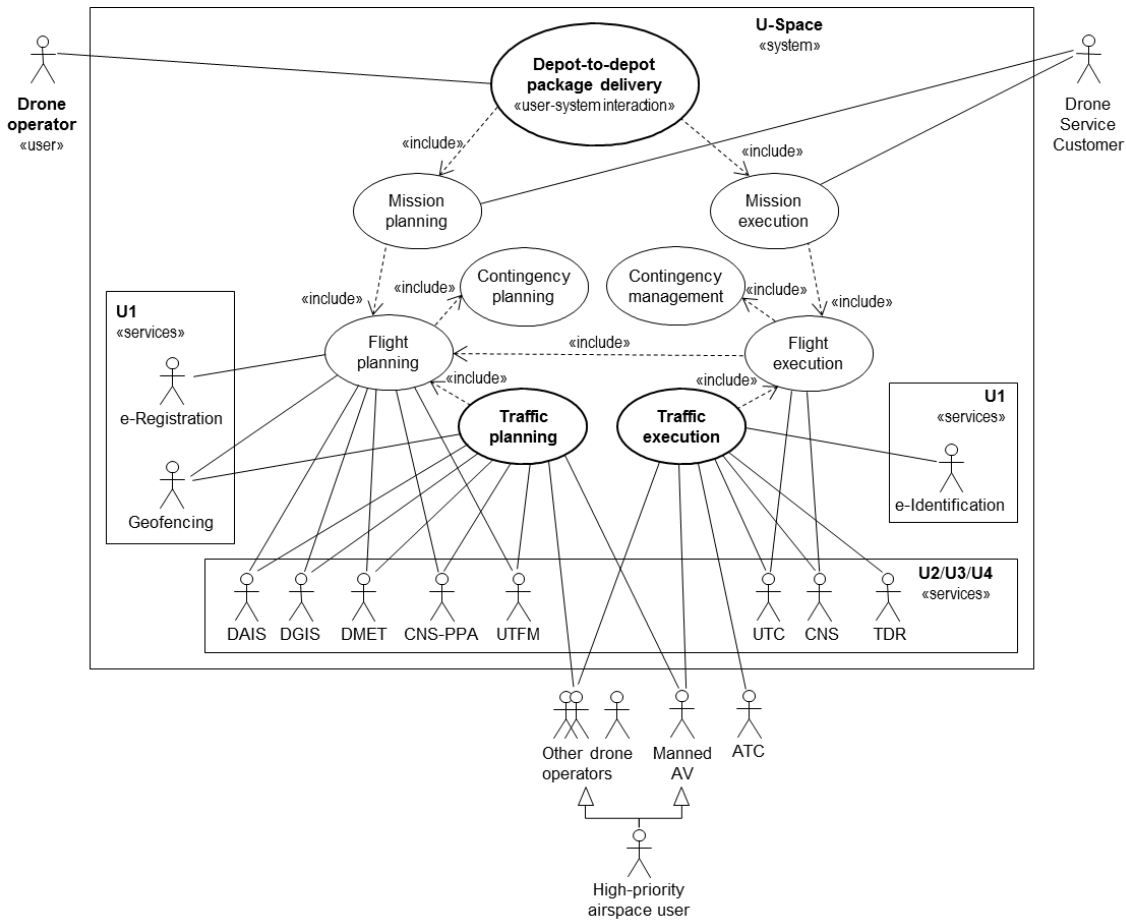 U-Space
«system»
Drone
operator
«user»
Depot-to-depot
package delivery
«user-system interaction»
Drone
Service
Customer
«include»
«include»
Mission
planning
Mission
execution
«include»
«include»
Contingency
planning
Contingency
management
«include»
«include»
U1
«services»
e-Registration
Geofencing
Flight
planning
«include»
Flight
execution
«include»
«include»
Traffic
planning
Traffic
execution
U1
«services»
e-Identification
U2/U3/U4
«services»
DAIS
DGIS
DMET
CNS-PPA
UTFM
UTC
CNS
TDR
Other drone
operators
Manned
AV
ATC
High-priority
airspace user